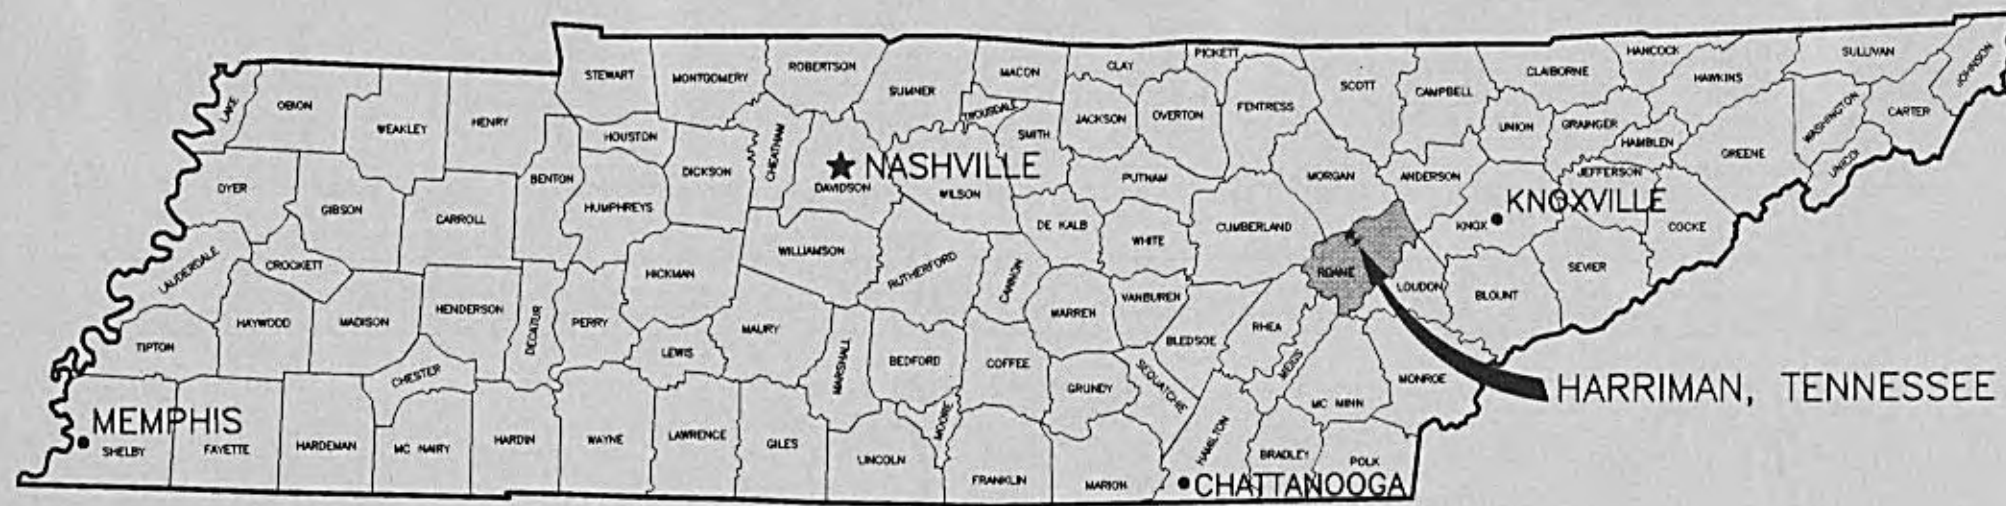 STEWART
MONTGOMERY
ROBERTSON
SUMNER
MACON
CLAY
PICKETT
SCOTT
CAMPBELL
CLAIBORNE
HANCOCK
HAWKINS
SULLIVAN
JOHNSON
LAKE
OBION
WEAKLEY
HENRY
HOUSTON
CHEATHAM
TROUSDALE
SMITH
JACKSON
OVERTON
FENTRESS
UNION
GRAINGER
HAMBLEN
WASHINGTON
CARTER
UNICOI
GREENE
DYER
GIBSON
CARROLL
BENTON
HUMPHREYS
DICKSON
NASHVILLE
DAVIDSON
WILSON
PUTNAM
MORGAN
ANDERSON
JEFFERSON
KNOXVILLE
KNOX
COCKE
LAUDERDALE
CROCKETT
HICKMAN
WILLIAMSON
RUTHERFORD
CANNON
DE KALB
WHITE
CUMBERLAND
ROANE
LOUDON
BLOUNT
SEVIER
TIPTON
HAYWOOD
MADISON
HENDERSON
DECATUR
PERRY
LEWIS
MAURY
MARSHALL
BEDFORD
COFFEE
WARREN
VAN BUREN
BLEDSOE
RHEA
MEIGS
MC MINN
MONROE
HARRIMAN, TENNESSEE
MEMPHIS
SHELBY
FAYETTE
HARDEMAN
CHESTER
MC NAIRY
HARDIN
WAYNE
LAWRENCE
GILES
LINCOLN
MOORE
FRANKLIN
GRUNDY
SEQUATCHIE
MARION
HAMILTON
CHATTANOOGA
BRADLEY
POLK